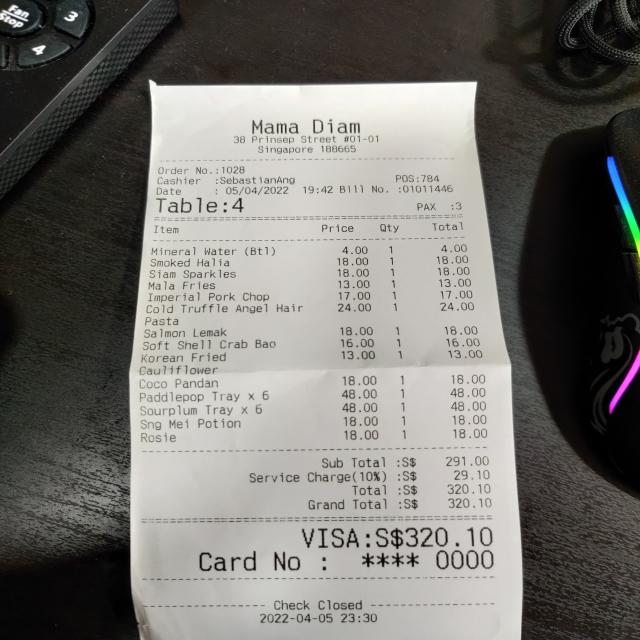 Fan
Stop
3
4
Mama Diam
38 Prinsep Street #01-01
Singapore 188665
Order No.:1028
Cashier :SebastianAng POS:784
Date : 05/04/2022 19:42 Bill No. :01011446
Table:4 PAX :3
Item Price Qty Total
Mineral Water (Btl) 4.00 1 4.00
Smoked Halia 18.00 1 18.00
Siam Sparkles 18.00 1 18.00
Mala Fries 13.00 1 13.00
Imperial Pork Chop 17.00 1 17.00
Cold Truffle Angel Hair 24.00 1 24.00
Pasta
Salmon Lemak 18.00 1 18.00
Soft Shell Crab Bao 16.00 1 16.00
Korean Fried 13.00 1 13.00
Cauliflower
Coco Pandan 18.00 1 18.00
Paddlepop Tray x 6 48.00 1 48.00
Sourplum Tray x 6 48.00 1 48.00
Sng Mei Potion 18.00 1 18.00
Rosie 18.00 1 18.00
Sub Total :S$ 291.00
Service Charge(10%) :S$ 29.10
Total :S$ 320.10
Grand Total :S$ 320.10
VISA:S$320.10
Card No : **** 0000
Check Closed
2022-04-05 23:30